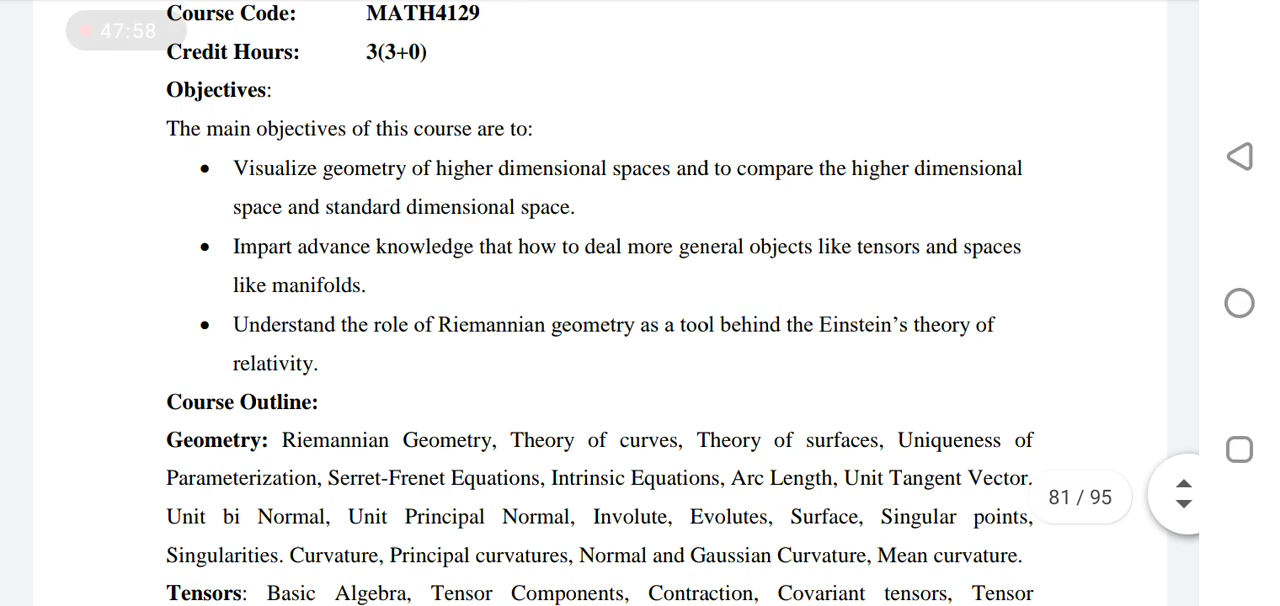 Course Code: MATH4129
47:58
Credit Hours: 3(3+0)
Objectives:
The main objectives of this course are to:
• Visualize geometry of higher dimensional spaces and to compare the higher dimensional
space and standard dimensional space.
• Impart advance knowledge that how to deal more general objects like tensors and spaces
like manifolds.
• Understand the role of Riemannian geometry as a tool behind the Einstein’s theory of
relativity.
Course Outline:
Geometry: Riemannian Geometry, Theory of curves, Theory of surfaces, Uniqueness of
Parameterization, Serret-Frenet Equations, Intrinsic Equations, Arc Length, Unit Tangent Vector.
81 / 95
Unit bi Normal, Unit Principal Normal, Involute, Evolutes, Surface, Singular points,
Singularities. Curvature, Principal curvatures, Normal and Gaussian Curvature, Mean curvature.
Tensors: Basic Algebra, Tensor Components, Contraction, Covariant tensors, Tensor